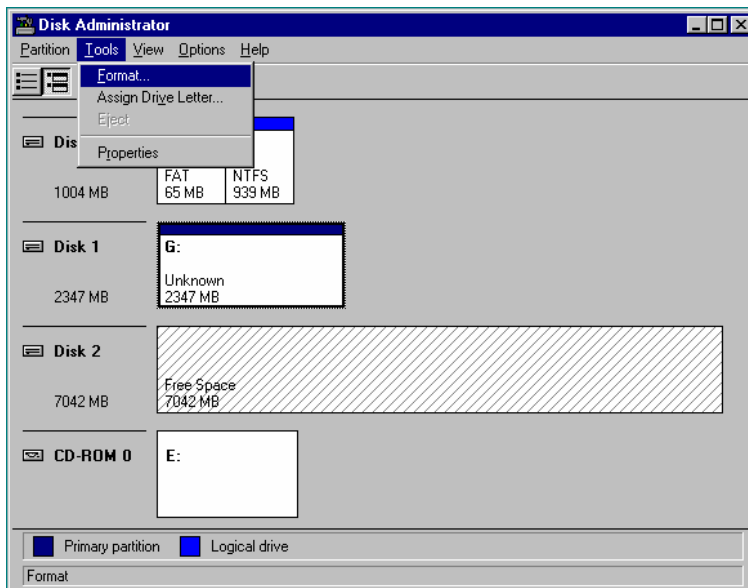 Disk Administrator
Partition Tools View Options Help
Format...
Assign Drive Letter...
Eject
Properties
Dis
1004 MB
FAT NTFS
65 MB 939 MB
Disk 1
2347 MB
G:
Unknown
2347 MB
Disk 2
7042 MB
Free Space
7042 MB
CD-ROM 0
E:
Primary partition Logical drive
Format